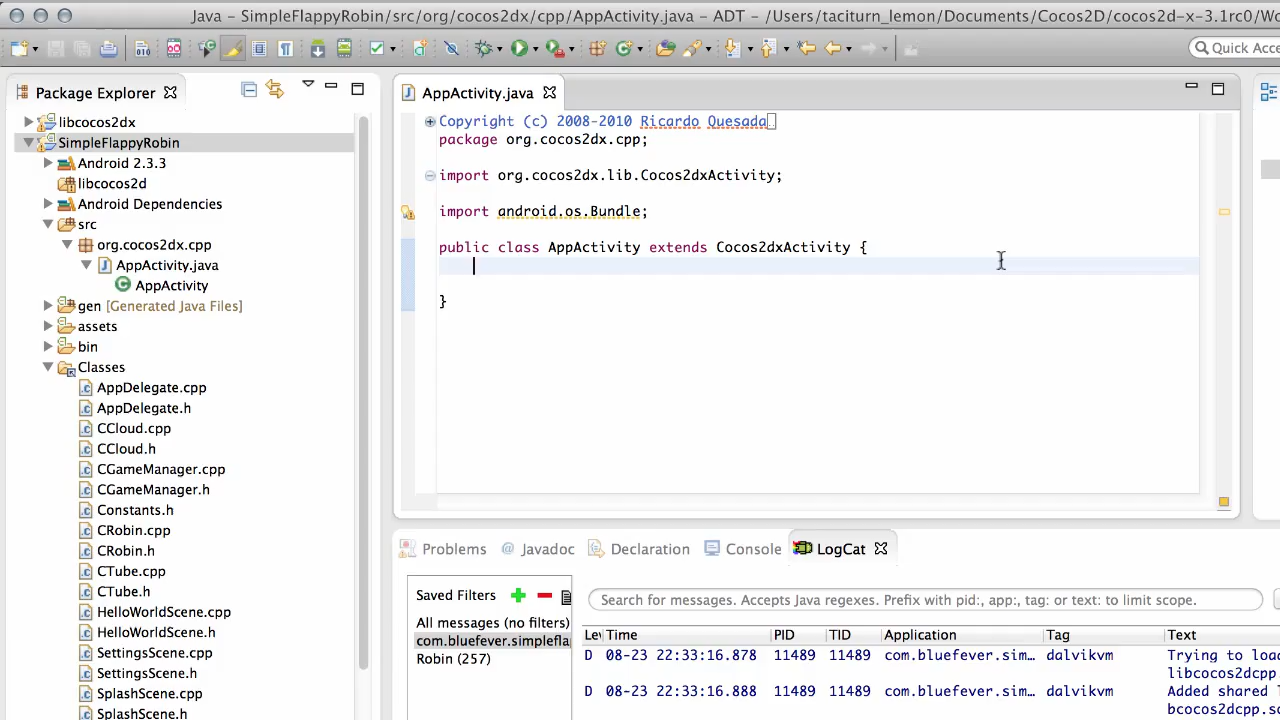 Java - SimpleFlappyRobin/src/org/cocos2dx/cpp/AppActivity.java - ADT - /Users/taciturn_lemon/Documents/Cocos2D/cocos2d-x-3.1rc0/Wo
Quick Acce
Package Explorer
libcocos2dx
SimpleFlappyRobin
Android 2.3.3
libcocos2d
Android Dependencies
src
org.cocos2dx.cpp
AppActivity.java
AppActivity
gen [Generated Java Files]
assets
bin
Classes
AppDelegate.cpp
AppDelegate.h
CCloud.cpp
CCloud.h
CGameManager.cpp
CGameManager.h
Constants.h
CRobin.cpp
CRobin.h
CTube.cpp
CTube.h
HelloWorldScene.cpp
HelloWorldScene.h
SettingsScene.cpp
SettingsScene.h
SplashScene.cpp
SplashScene.h
AppActivity.java
Copyright (c) 2008-2010 Ricardo Quesada
package org.cocos2dx.cpp;
import org.cocos2dx.lib.Cocos2dxActivity;
import android.os.Bundle;
public class AppActivity extends Cocos2dxActivity {
}
Problems @ Javadoc Declaration Console LogCat
Saved Filters
All messages (no filters)
com.bluefever.simplefla
Robin (257)
Search for messages. Accepts Java regexes. Prefix with pid:, app:, tag: or text: to limit scope.
Lev Time PID TID Application Tag Text
D 08-23 22:33:16.878 11489 11489 com.bluefever.sim... dalvikvm Trying to loa
libcocos2dcpp
D 08-23 22:33:16.888 11489 11489 com.bluefever.sim... dalvikvm Added shared l
bcocos2dcpp.so